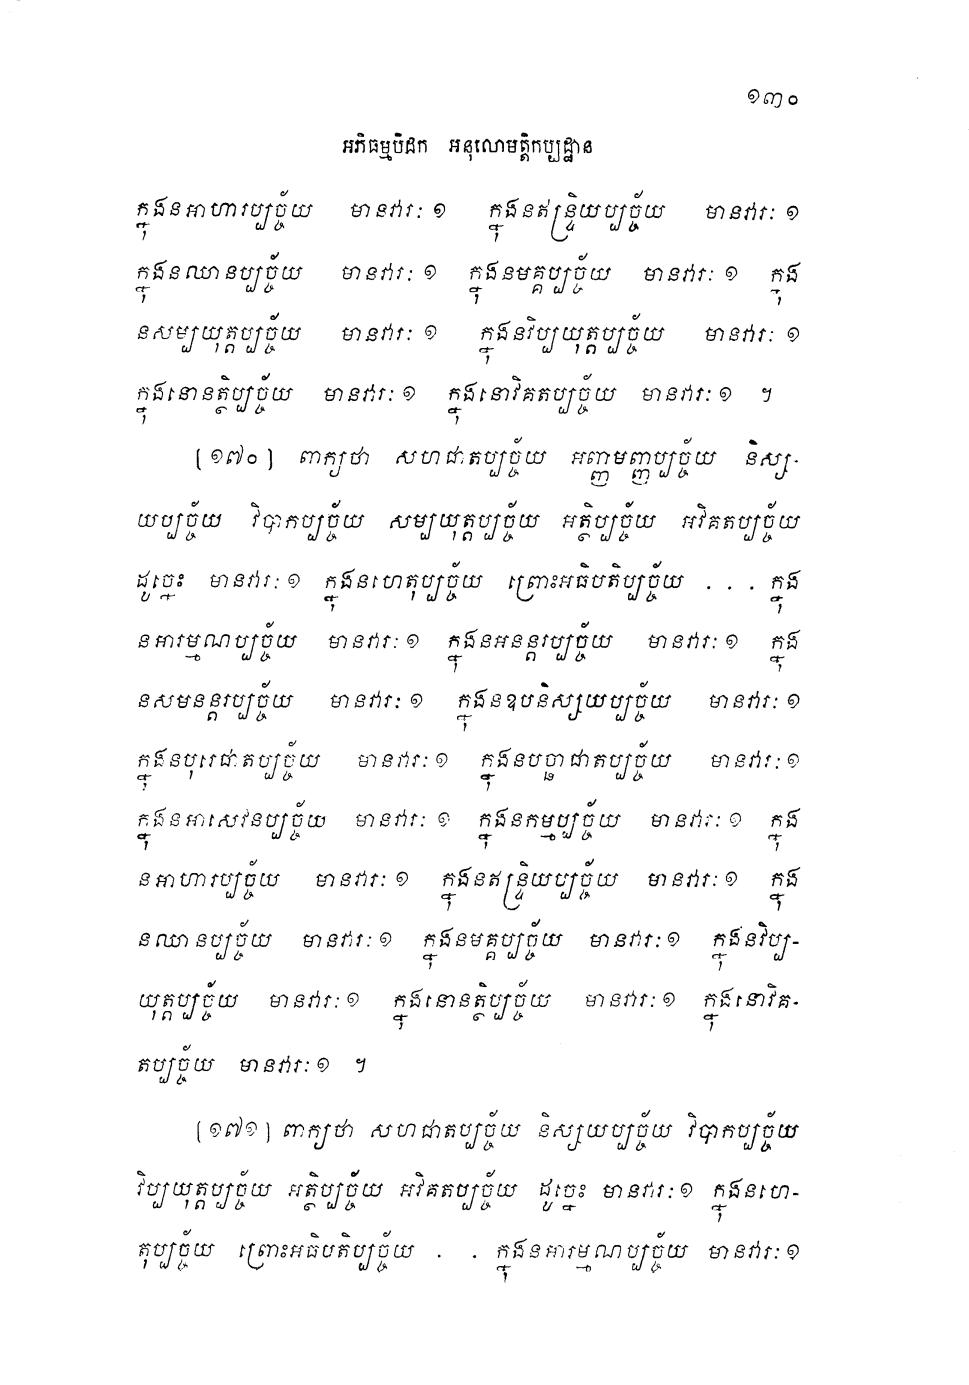 ១៣០
អភិធម្មបិដក អនុលោមត្តិកប្បដ្ឋាន
ក្នុងនអាហារប្បច្ច័យ មានវារៈ ១ ក្នុងនឥន្ទ្រិយប្បច្ច័យ មានវារៈ ១
ក្នុងនឈានប្បច្ច័យ មានវារៈ ១ ក្នុងនមគ្គប្បច្ច័យ មានវារៈ ១ ក្នុង
នសម្បយុត្តប្បច្ច័យ មានវារៈ ១ ក្នុងនវិប្បយុត្តប្បច្ច័យ មានវារៈ ១
ក្នុងនោនត្ថិប្បច្ច័យ មានវារៈ ១ ក្នុងនោវិគតប្បច្ច័យ មានវារៈ ១ ។
[១៧០] ពាក្យថា សហជាតប្បច្ច័យ អញ្ញមញ្ញប្បច្ច័យ និស្ស-
យប្បច្ច័យ វិបាកប្បច្ច័យ សម្បយុត្តប្បច្ច័យ អត្ថិប្បច្ច័យ អវិគតប្បច្ច័យ
ដូច្នេះ មានវារៈ ១ ក្នុងនហេតុប្បច្ច័យ ព្រោះអធិបតិប្បច្ច័យ . . . ក្នុង
នអារម្មណប្បច្ច័យ មានវារៈ ១ ក្នុងនអនន្តរប្បច្ច័យ មានវារៈ ១ ក្នុង
នសមនន្តរប្បច្ច័យ មានវារៈ ១ ក្នុងនឧបនិស្សយប្បច្ច័យ មានវារៈ ១
ក្នុងនបុរេជាតប្បច្ច័យ មានវារៈ ១ ក្នុងនបច្ឆាជាតប្បច្ច័យ មានវារៈ ១
ក្នុងនអាសេវនប្បច្ច័យ មានវារៈ ១ ក្នុងនកម្មប្បច្ច័យ មានវារៈ ១ ក្នុង
នអាហារប្បច្ច័យ មានវារៈ ១ ក្នុងនឥន្ទ្រិយប្បច្ច័យ មានវារៈ ១ ក្នុង
នឈានប្បច្ច័យ មានវារៈ ១ ក្នុងនមគ្គប្បច្ច័យ មានវារៈ ១ ក្នុងនវិប្ប-
យុត្តប្បច្ច័យ មានវារៈ ១ ក្នុងនោនត្ថិប្បច្ច័យ មានវារៈ ១ ក្នុងនោវិគ-
តប្បច្ច័យ មានវារៈ ១ ។
[១៧១] ពាក្យថា សហជាតប្បច្ច័យ និស្សយប្បច្ច័យ វិបាកប្បច្ច័យ
វិប្បយុត្តប្បច្ច័យ អត្ថិប្បច្ច័យ អវិគតប្បច្ច័យ ដូច្នេះ មានវារៈ ១ ក្នុងនហេ-
តុប្បច្ច័យ ព្រោះអធិបតិប្បច្ច័យ . . ក្នុងនអារម្មណប្បច្ច័យ មានវារៈ ១